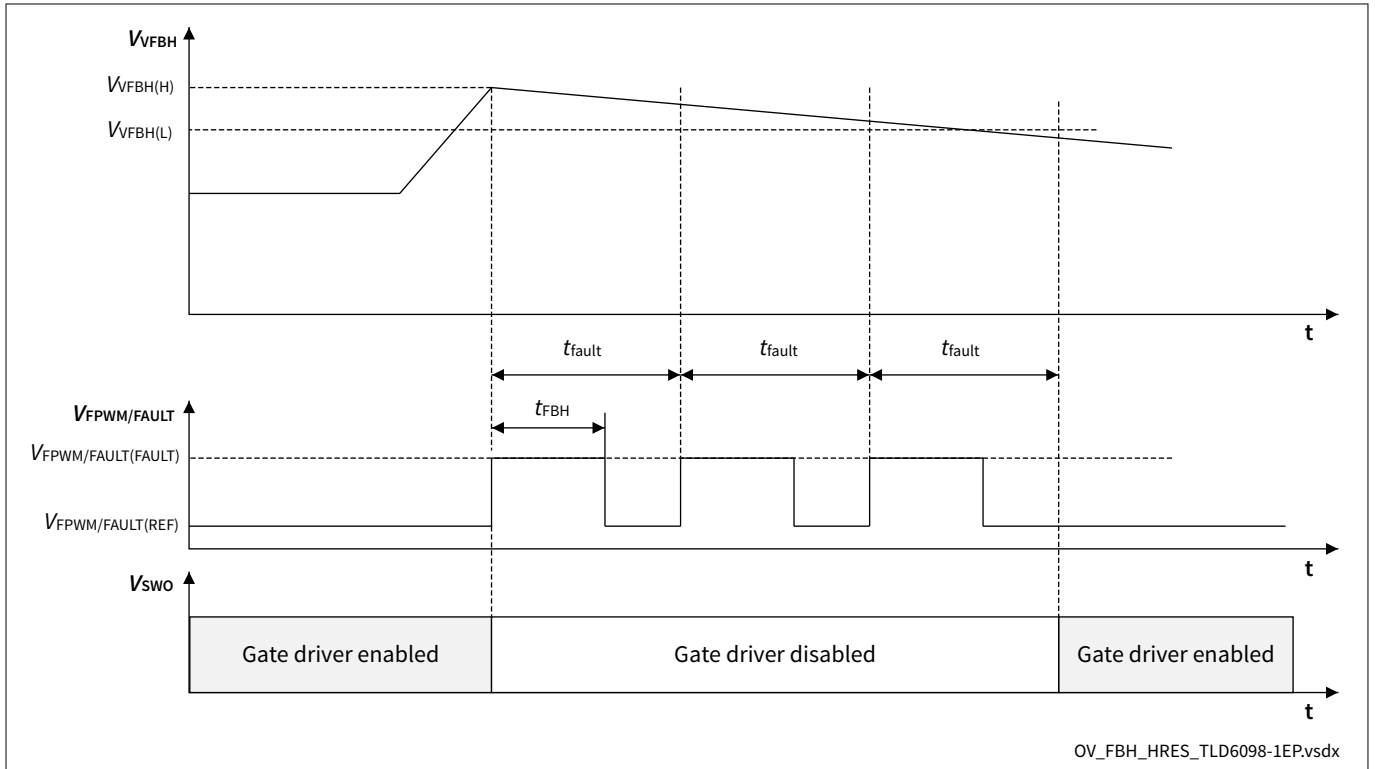 VVFBH
VVFBH(H)
VVFBH(L)
t
tfault tfault tfault
tFBH
VFPWM/FAULT
VFPWM/FAULT(FAULT)
VFPWM/FAULT(REF)
t
VSWO
Gate driver enabled Gate driver disabled Gate driver enabled
t
OV_FBH_HRES_TLD6098-1EP.vsdx